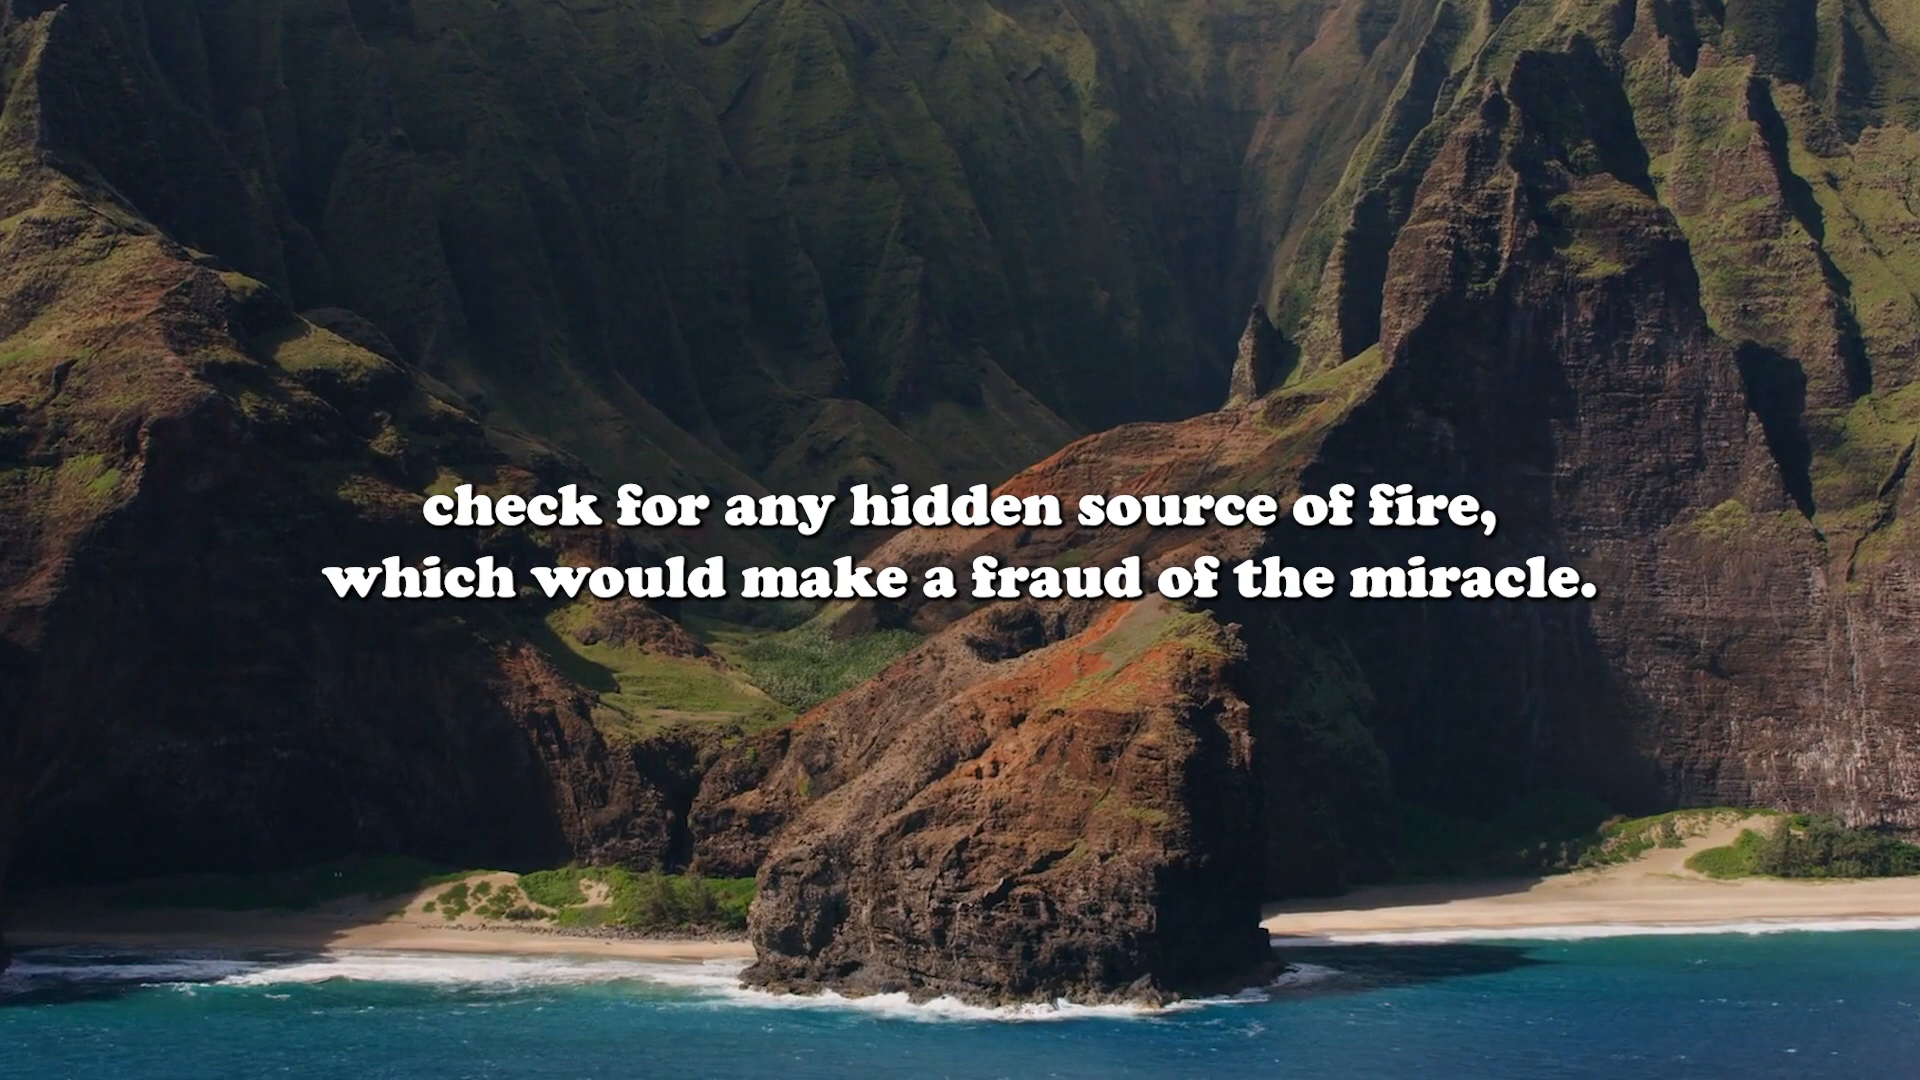 check for any hidden source of fire,
which would make a fraud of the miracle.